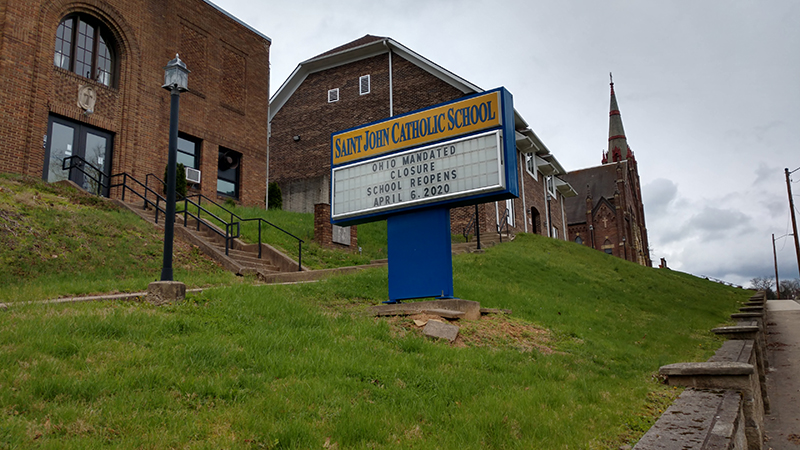 SAINT JOHN CATHOLIC SCHOOL
OHIO MANDATED
CLOSURE
SCHOOL REOPENS
APRIL 6, 2020